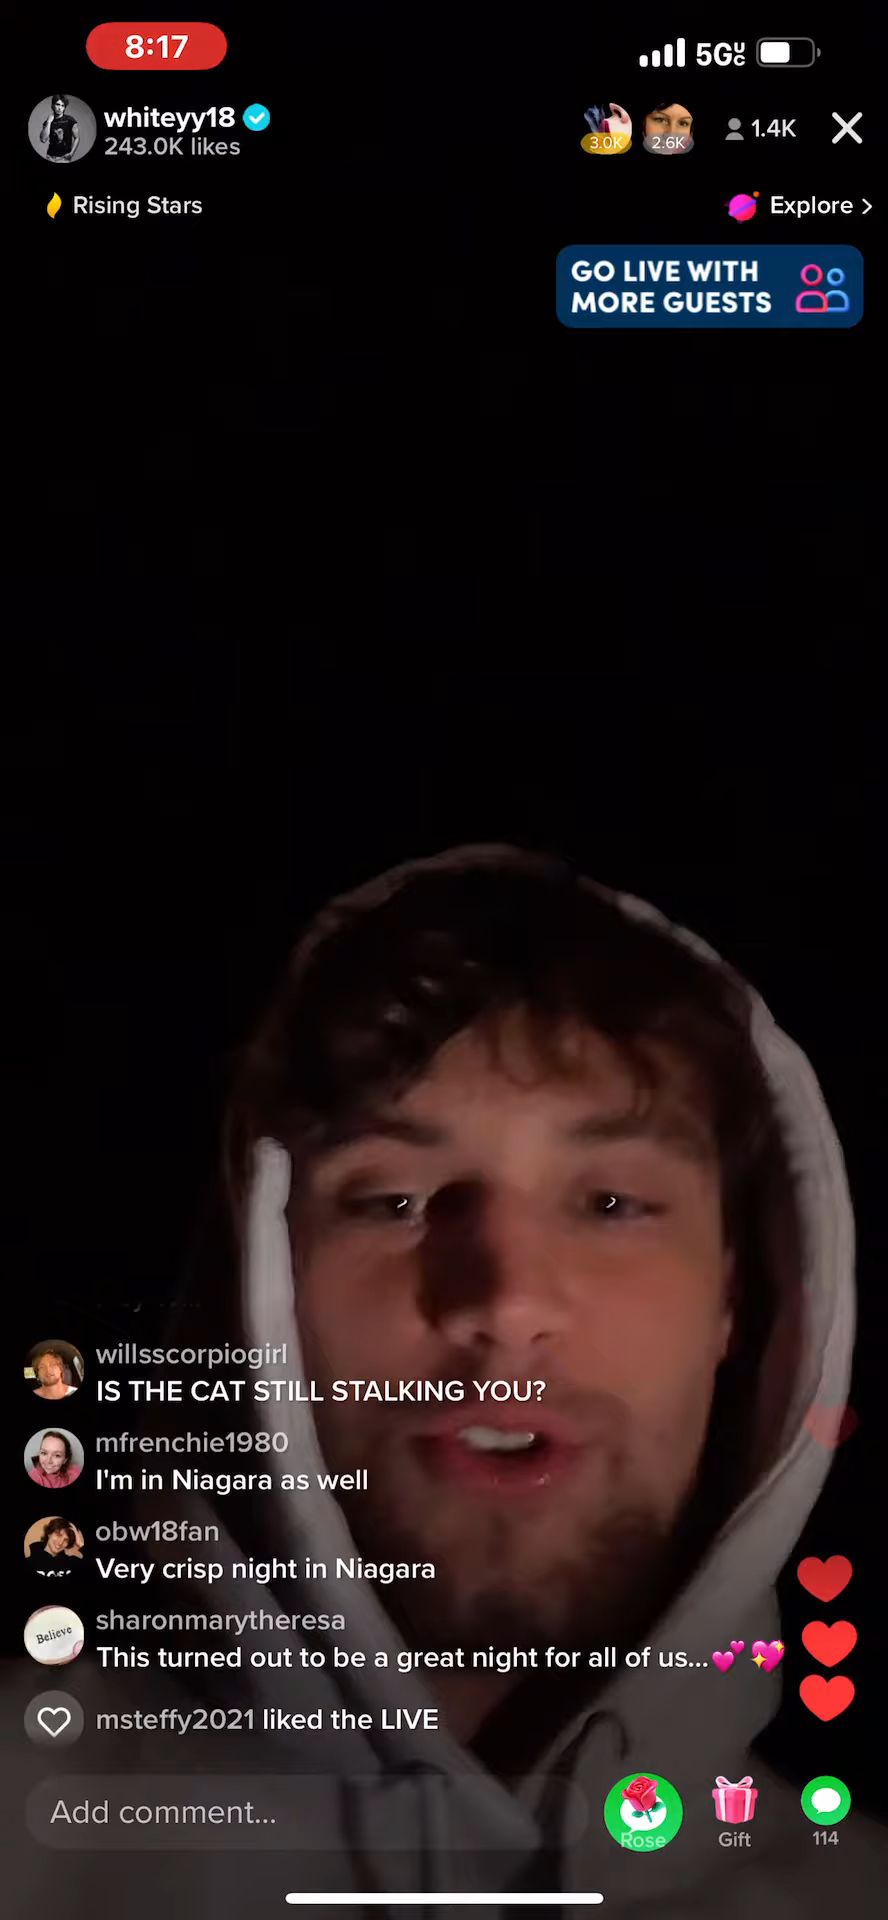 8:17
5GUC
whiteyy18
243.0K likes
3.0K
2.6K
1.4K
Rising Stars
Explore >
GO LIVE WITH
MORE GUESTS
willsscorpiogirl
IS THE CAT STILL STALKING YOU?
mfrenchie1980
I'm in Niagara as well
obw18fan
Very crisp night in Niagara
Believe
sharonmarytheresa
This turned out to be a great night for all of us...💕💖
msteffy2021 liked the LIVE
Add comment...
Rose
Gift
114